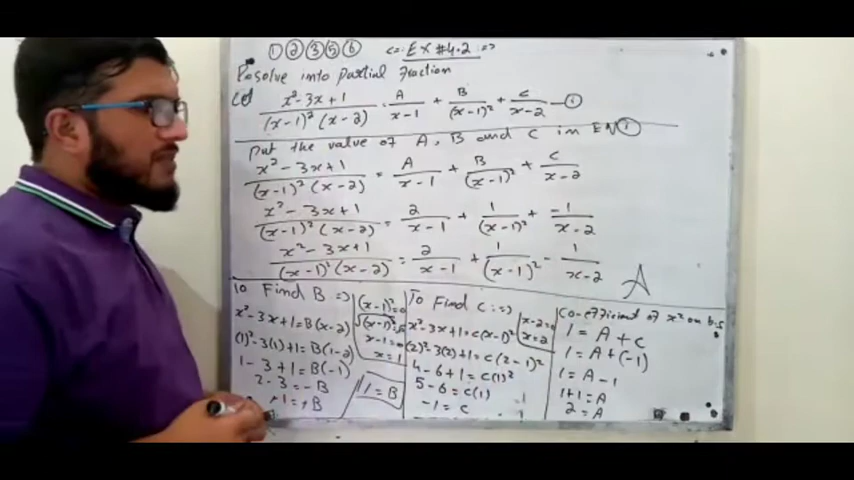 ① ② ③ ⑤ ⑥ <=: EX #4.2 :=>
Resolve into Partial Fraction
Let x²-3x+1/(x-1)²(x-2) = A/x-1 + B/(x-1)² + C/x-2 —①
Put the value of A, B and C in EN①
x²-3x+1/(x-1)²(x-2) = A/x-1 + B/(x-1)² + C/x-2
x²-3x+1/(x-1)²(x-2) = 2/x-1 + 1/(x-1)² + -1/x-2
x²-3x+1/(x-1)²(x-2) = 2/x-1 + 1/(x-1)² - 1/x-2
To Find B =>
x²-3x+1=B(x-2)
(1)²-3(1)+1=B(1-2)
1-3+1=B(-1)
2-3=-B
+1=+B
(x-1)²=0
√(x-1)²=√0
x-1=0
x=1
1=B
To Find C :=>
x²-3x+1=C(x-1)²
(2)²-3(2)+1=C(2-1)²
4-6+1=C(1)²
5-6=C(1)
-1=C
x-2=0
x=2
Co-efficient of x² on b.s
1=A+C
1=A+(-1)
1=A-1
1+1=A
2=A